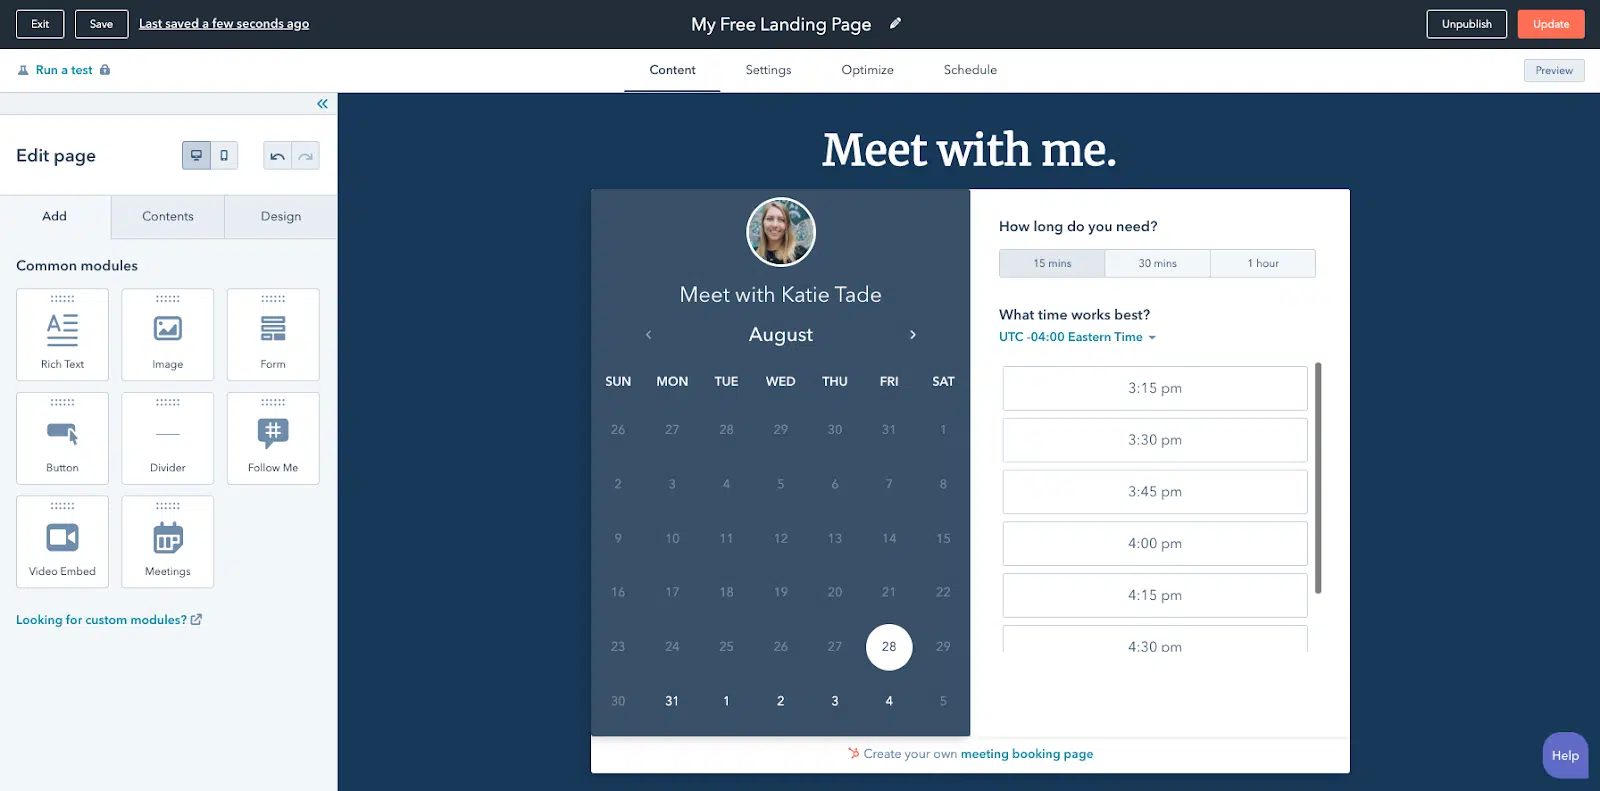 Exit
Save
Last saved a few seconds ago
My Free Landing Page
Unpublish
Update
Run a test
Content
Settings
Optimize
Schedule
Preview
Edit page
Add
Contents
Design
Common modules
Rich Text
Image
Form
Button
Divider
Follow Me
Video Embed
Meetings
Looking for custom modules?
Meet with me.
Meet with Katie Tade
August
SUN MON TUE WED THU FRI SAT
26 27 28 29 30 31 1
2 3 4 5 6 7 8
9 10 11 12 13 14 15
16 17 18 19 20 21 22
23 24 25 26 27 28 29
30 31 1 2 3 4 5
How long do you need?
15 mins
30 mins
1 hour
What time works best?
UTC -04:00 Eastern Time
3:15 pm
3:30 pm
3:45 pm
4:00 pm
4:15 pm
4:30 pm
Create your own meeting booking page
Help